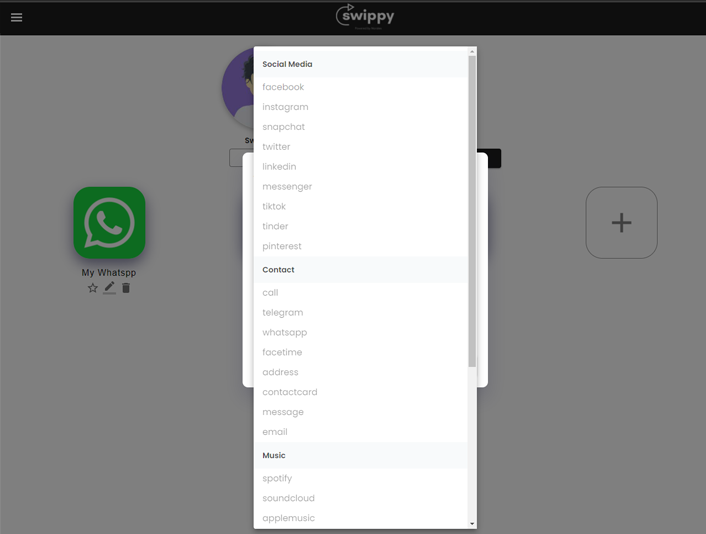 swippy
Social Media
facebook
instagram
snapchat
twitter
linkedin
messenger
tiktok
tinder
pinterest
Contact
call
telegram
whatsapp
facetime
address
contactcard
message
email
Music
spotify
soundcloud
applemusic
My Whatspp